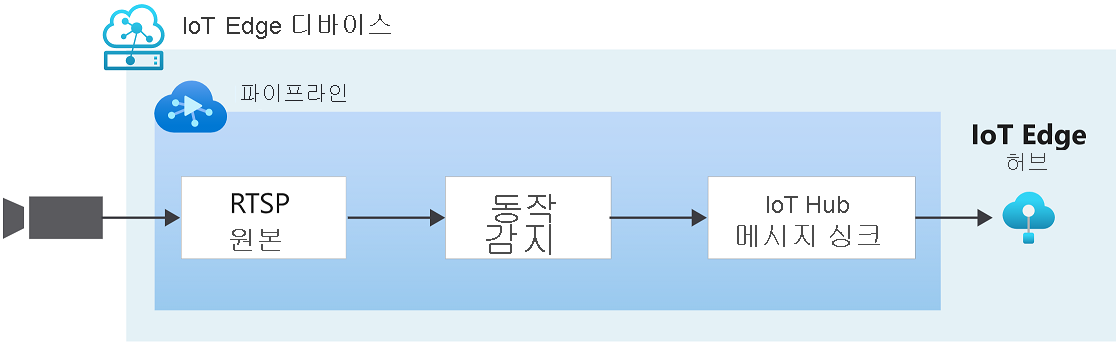 IoT Edge 디바이스
파이프라인
IoT Edge
허브
RTSP
원본
동작
감지
IoT Hub
메시지 싱크